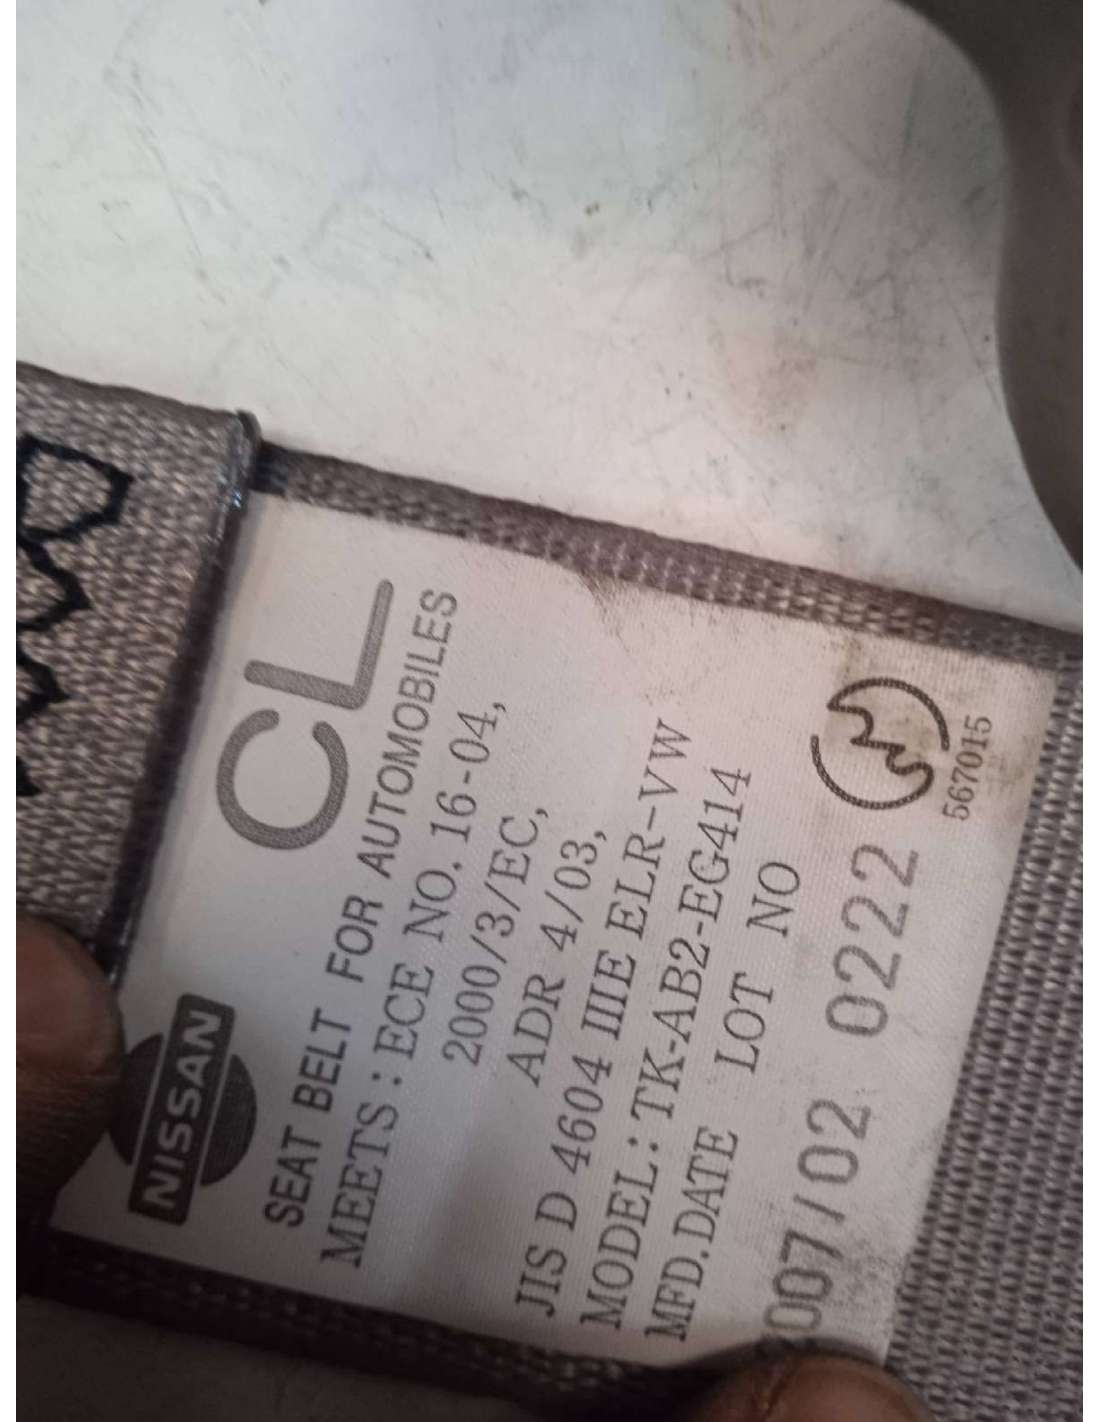 NISSAN
CL
SEAT BELT FOR AUTOMOBILES
MEETS : ECE NO. 16-04,
2000/3/EC,
ADR 4/03,
JIS D 4604 IIIE ELR-VW
MODEL: TK-AB2-EG414
MFD.DATE LOT NO
007/02 0222
567015